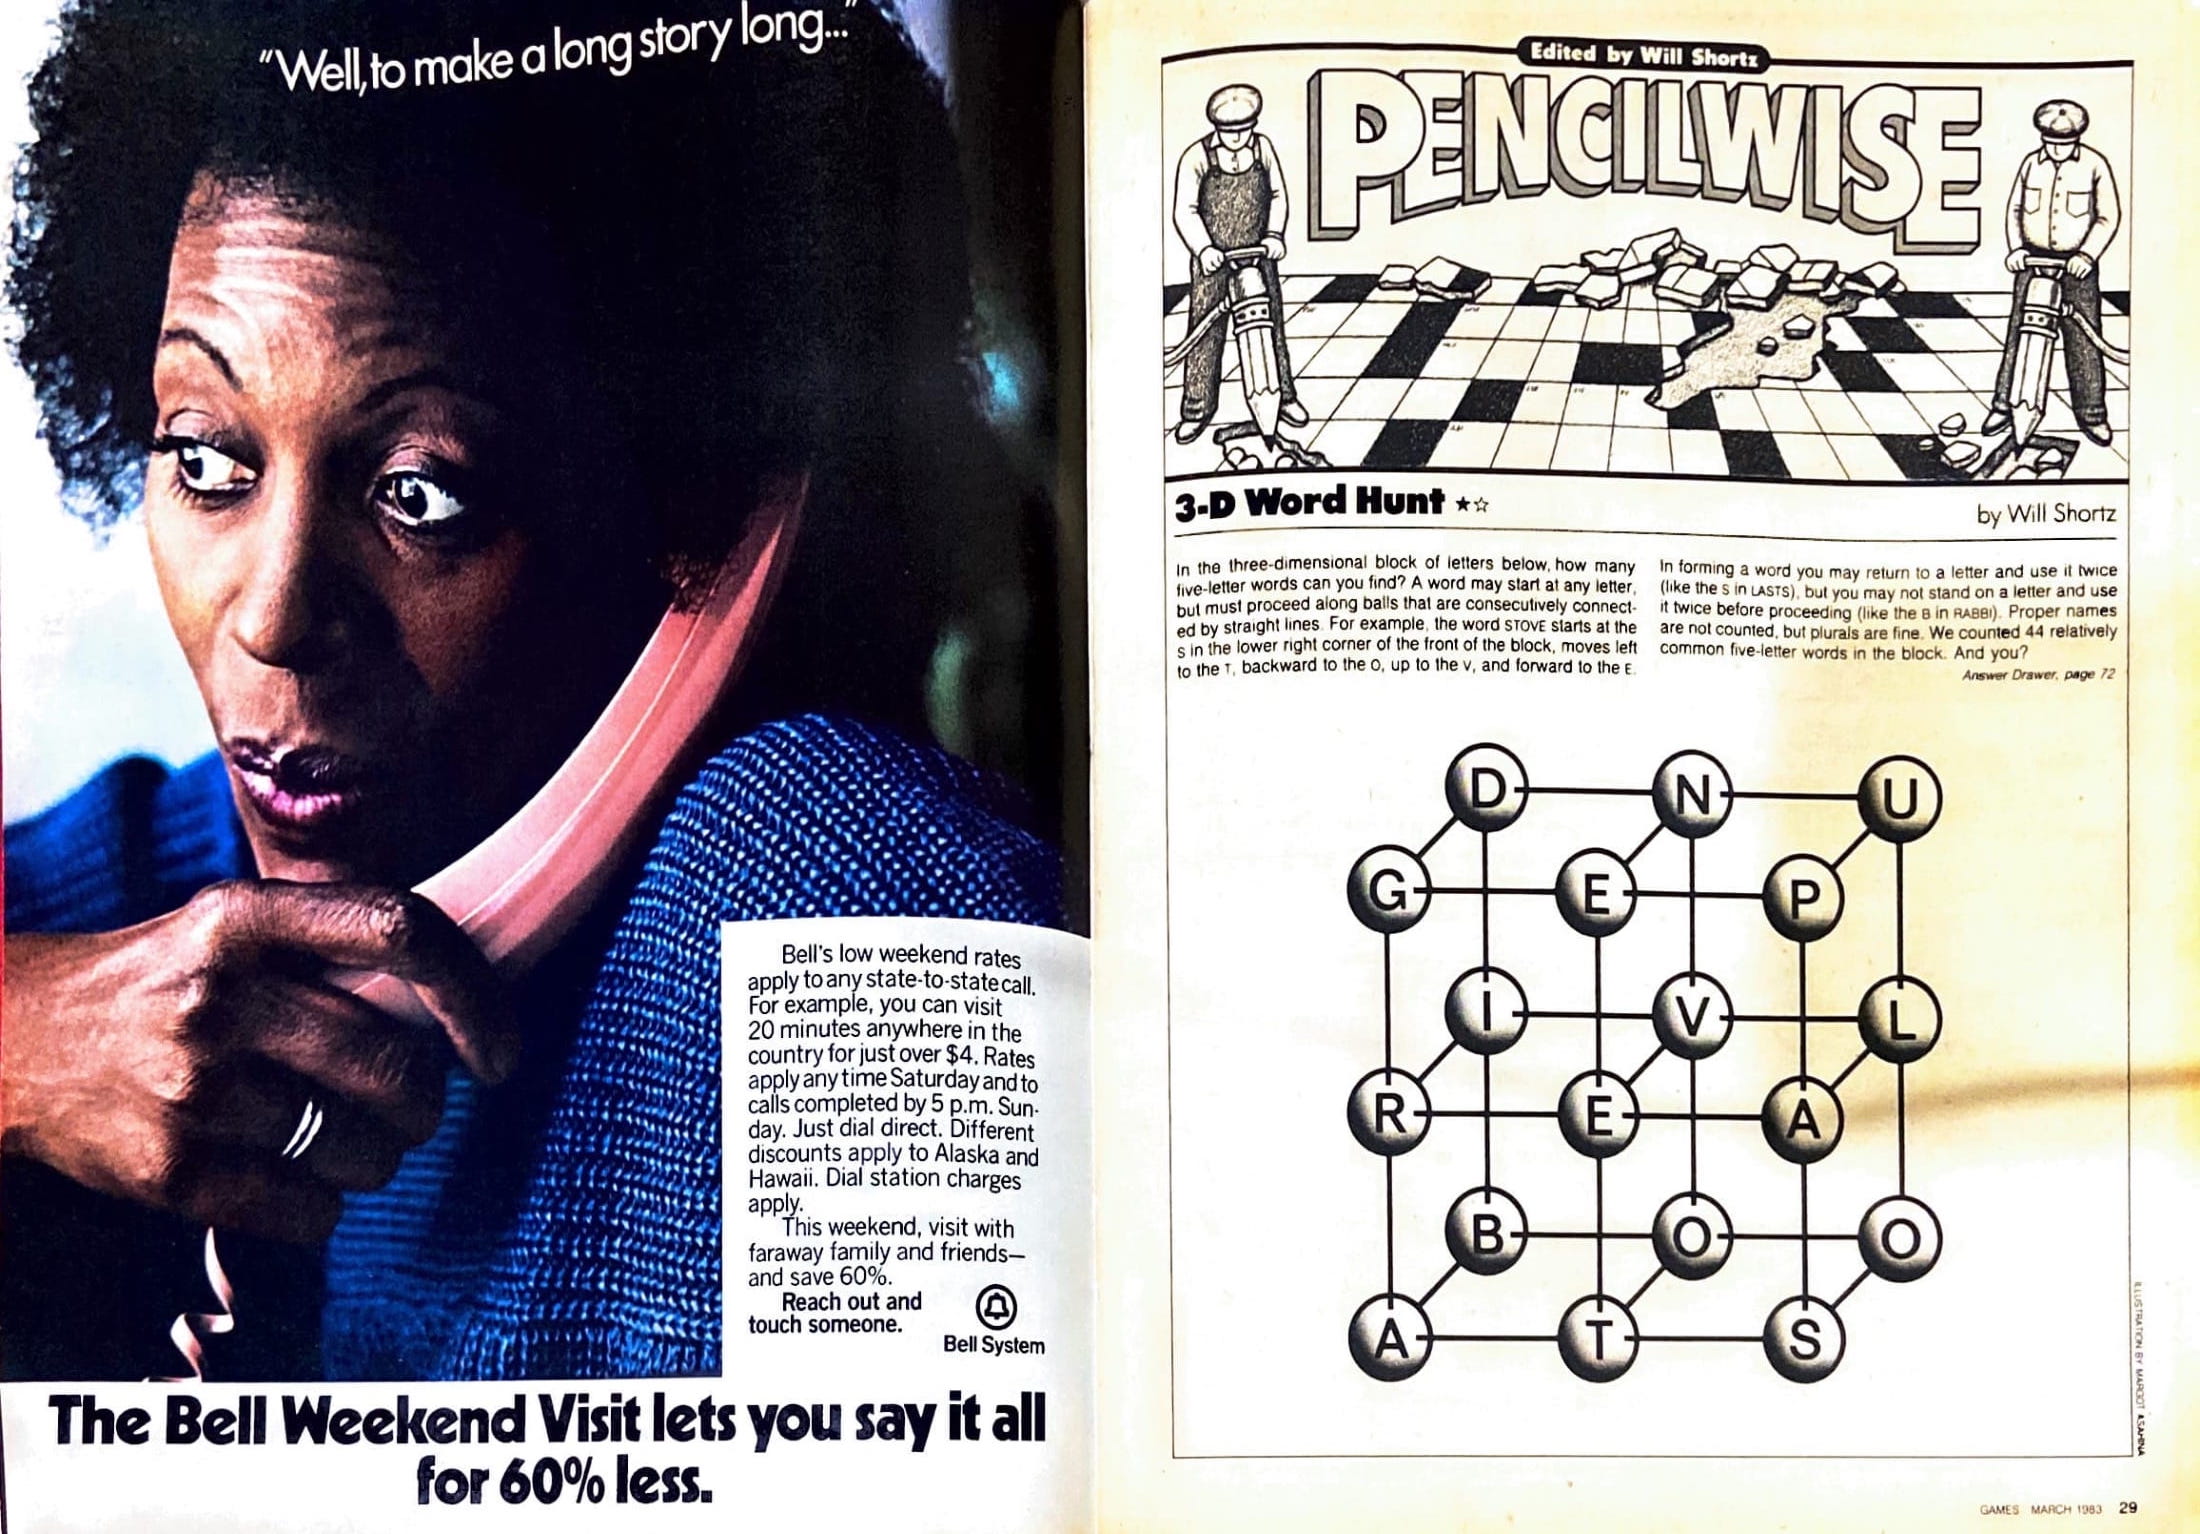 "Well, to make a long story long..."
Bell's low weekend rates
apply to any state-to-state call.
For example, you can visit
20 minutes anywhere in the
country for just over $4. Rates
apply any time Saturday and to
calls completed by 5 p.m. Sun-
day. Just dial direct. Different
discounts apply to Alaska and
Hawaii. Dial station charges
apply.
This weekend, visit with
faraway family and friends—
and save 60%.
Reach out and
touch someone.
Bell System
The Bell Weekend Visit lets you say it all
for 60% less.
Edited by Will Shortz
PENCILWISE
3-D Word Hunt ★☆
by Will Shortz
In the three-dimensional block of letters below, how many
five-letter words can you find? A word may start at any letter,
but must proceed along balls that are consecutively connect-
ed by straight lines. For example, the word STOVE starts at the
S in the lower right corner of the front of the block, moves left
to the T, backward to the O, up to the V, and forward to the E.
In forming a word you may return to a letter and use it twice
(like the S in LASTS), but you may not stand on a letter and use
it twice before proceeding (like the B in RABBI). Proper names
are not counted, but plurals are fine. We counted 44 relatively
common five-letter words in the block. And you?
Answer Drawer, page 72
D N U
G E P
I V L
R E A
B O O
A T S
ILLUSTRATION BY MARGOT ASAHINA
GAMES MARCH 1983 29